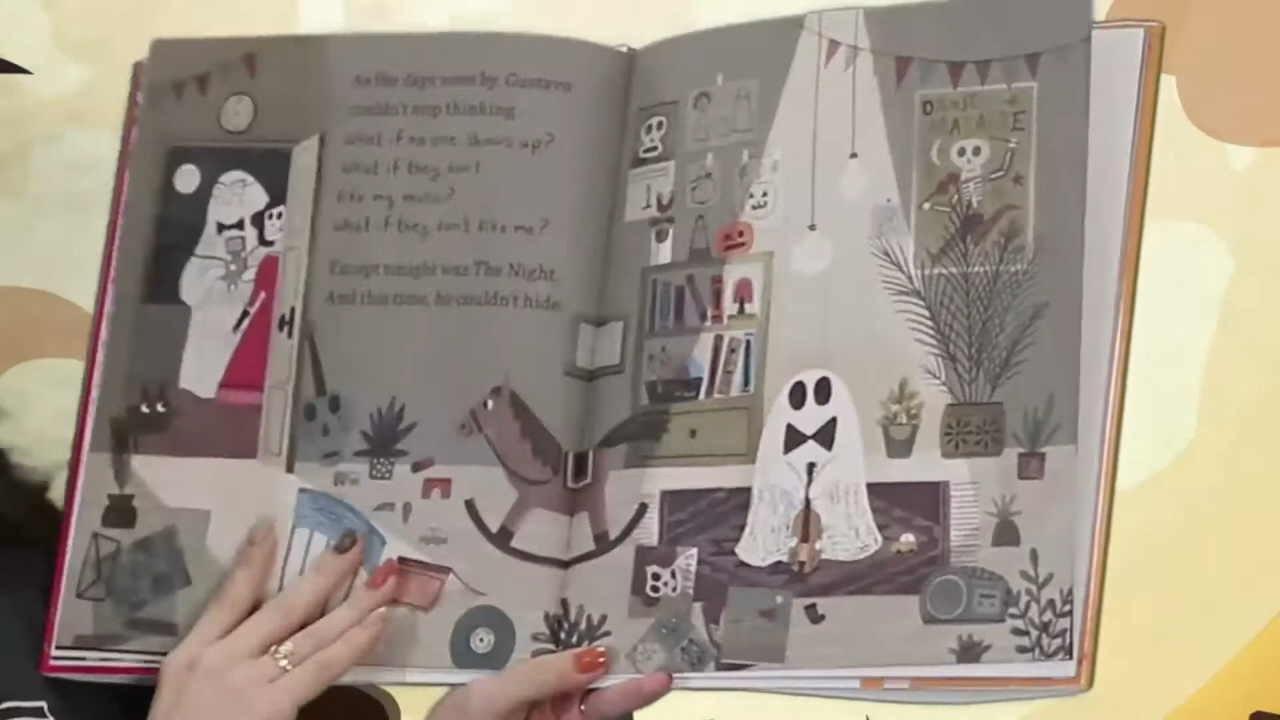 As the days went by, Gustavo
couldn't stop thinking
what if no one shows up?
what if they don't
like my music?
what if they don't like me?
Except tonight was The Night.
And this time, he couldn't hide.